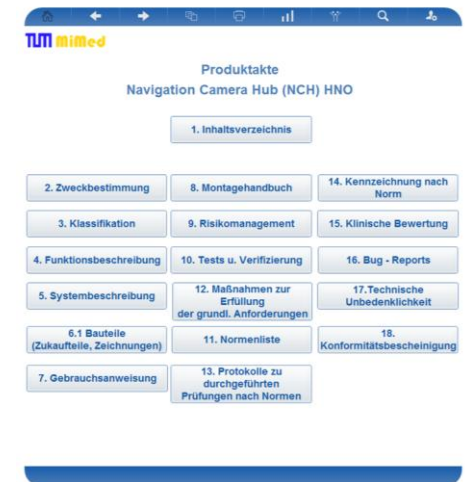 TUM MiMed
Produktakte
Navigation Camera Hub (NCH) HNO
1. Inhaltsverzeichnis
2. Zweckbestimmung
8. Montagehandbuch
14. Kennzeichnung nach
Norm
3. Klassifikation
9. Risikomanagement
15. Klinische Bewertung
4. Funktionsbeschreibung
10. Tests u. Verifizierung
16. Bug - Reports
5. Systembeschreibung
12. Maßnahmen zur
Erfüllung
der grundl. Anforderungen
17.Technische
Unbedenklichkeit
6.1 Bauteile
(Zukaufteile, Zeichnungen)
11. Normenliste
18.
Konformitätsbescheinigung
7. Gebrauchsanweisung
13. Protokolle zu
durchgeführten
Prüfungen nach Normen